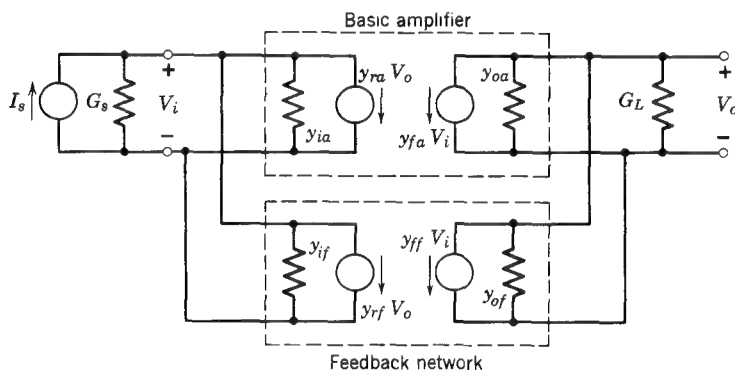 Basic amplifier
I_s G_s + V_i − y_ia y_ra V_o y_fa V_i y_oa G_L + V_o −
y_if y_rf V_o y_ff V_i y_of
Feedback network